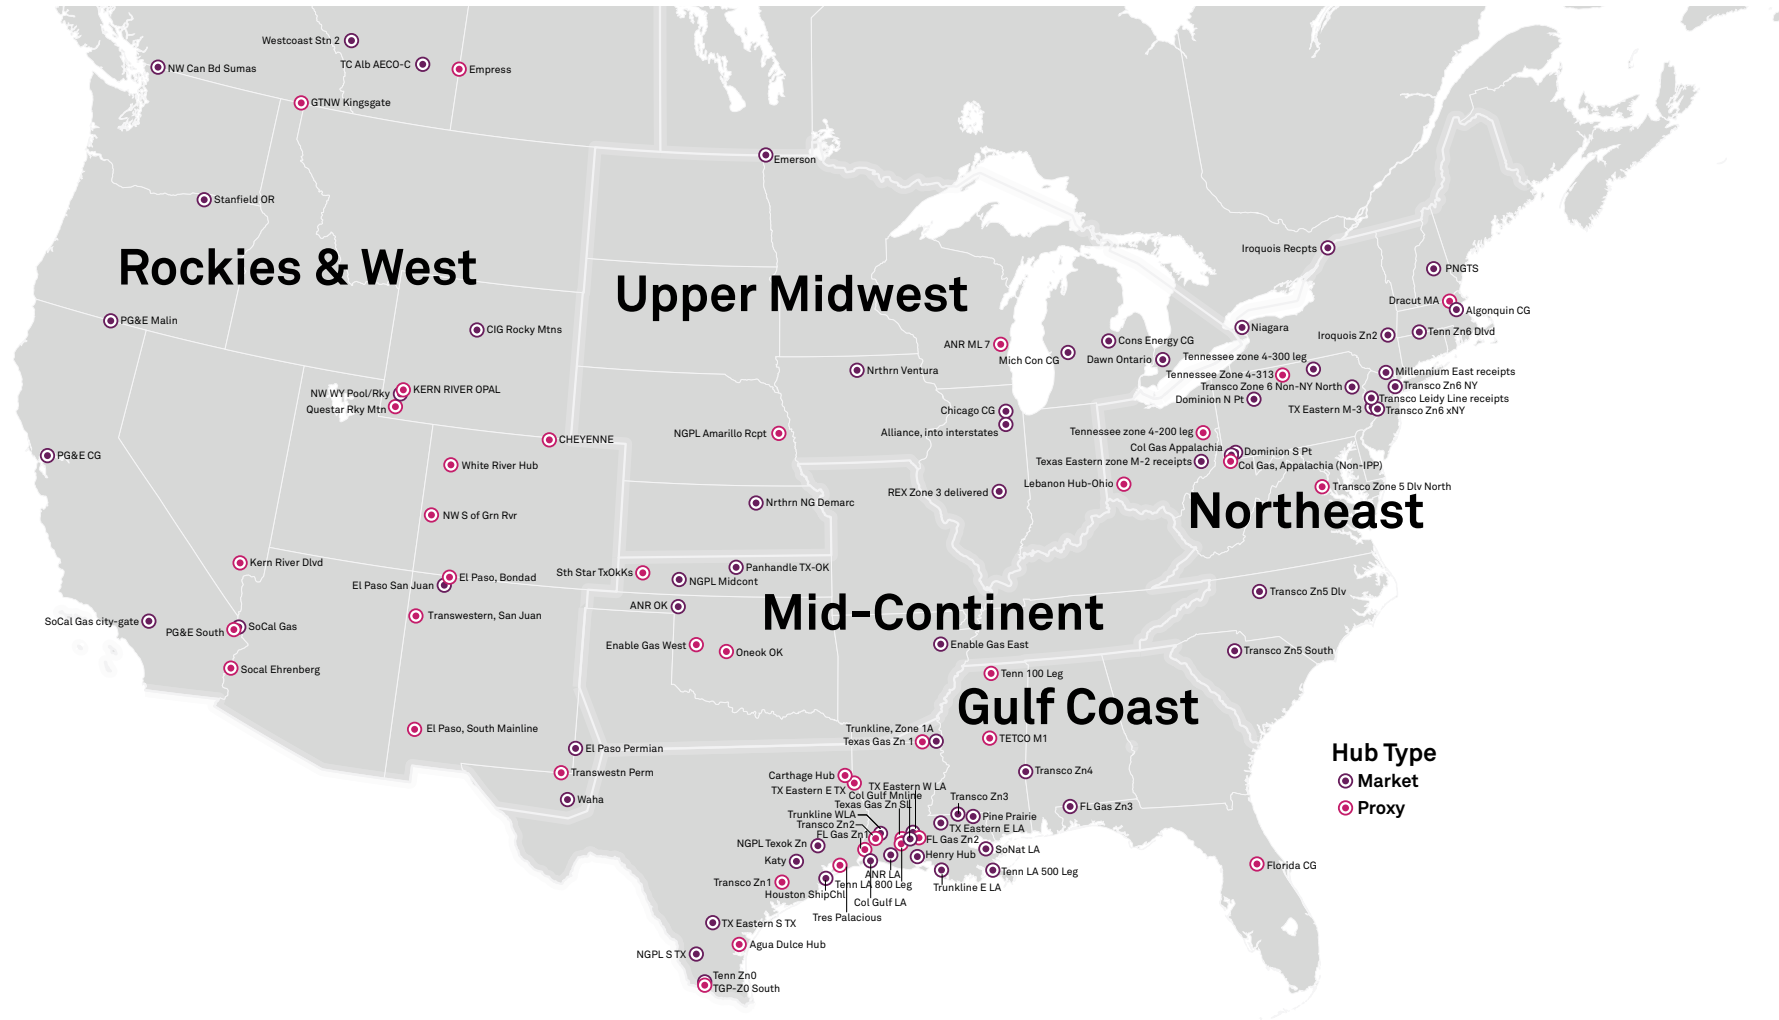 Westcoast Stn 2
TC Alb AECO-C
NW Can Bd Sumas
Empress
GTNW Kingsgate
Emerson
Stanfield OR
Rockies & West
Upper Midwest
Iroquois Recpts
PNGTS
Dracut MA
Algonquin CG
PG&E Malin
CIG Rocky Mtns
Niagara
Iroquois Zn2
Tenn Zn6 Dlvd
ANR ML 7
Cons Energy CG
Mich Con CG
Dawn Ontario
Tennessee zone 4-300 leg
Nrthrn Ventura
Tennessee Zone 4-313
Millennium East receipts
Transco Zone 6 Non-NY North
Transco Zn6 NY
NW WY Pool/Rky
KERN RIVER OPAL
Questar Rky Mtn
Dominion N Pt
Transco Leidy Line receipts
TX Eastern M-3
Transco Zn6 xNY
Chicago CG
Alliance, into interstates
NGPL Amarillo Rcpt
Tennessee zone 4-200 leg
CHEYENNE
Col Gas Appalachia
Dominion S Pt
PG&E CG
White River Hub
Texas Eastern zone M-2 receipts
Col Gas, Appalachia (Non-IPP)
Lebanon Hub-Ohio
Transco Zone 5 Dlv North
REX Zone 3 delivered
Nrthrn NG Demarc
Northeast
NW S of Grn Rvr
Kern River Dlvd
El Paso, Bondad
El Paso San Juan
Sth Star TxOkKs
Panhandle TX-OK
NGPL Midcont
Transco Zn5 Dlv
ANR OK
Mid-Continent
Transwestern, San Juan
SoCal Gas city-gate
PG&E South
SoCal Gas
Enable Gas West
Oneok OK
Enable Gas East
Transco Zn5 South
Socal Ehrenberg
Tenn 100 Leg
Gulf Coast
El Paso, South Mainline
Trunkline, Zone 1A
Texas Gas Zn 1
TETCO M1
El Paso Permian
Hub Type
Market
Proxy
Transwestn Perm
Carthage Hub
Transco Zn4
TX Eastern E TX
TX Eastern W LA
Col Gulf Mnline
Waha
Texas Gas Zn SL
Transco Zn3
FL Gas Zn3
Trunkline WLA
Pine Prairie
Transco Zn2
TX Eastern E LA
FL Gas Zn1
FL Gas Zn2
NGPL Texok Zn
SoNat LA
Katy
Henry Hub
Florida CG
ANR LA
Tenn LA 500 Leg
Transco Zn1
Tenn LA 800 Leg
Trunkline E LA
Houston ShipChl
Col Gulf LA
Tres Palacious
TX Eastern S TX
Agua Dulce Hub
NGPL S TX
Tenn Zn0
TGP-Z0 South